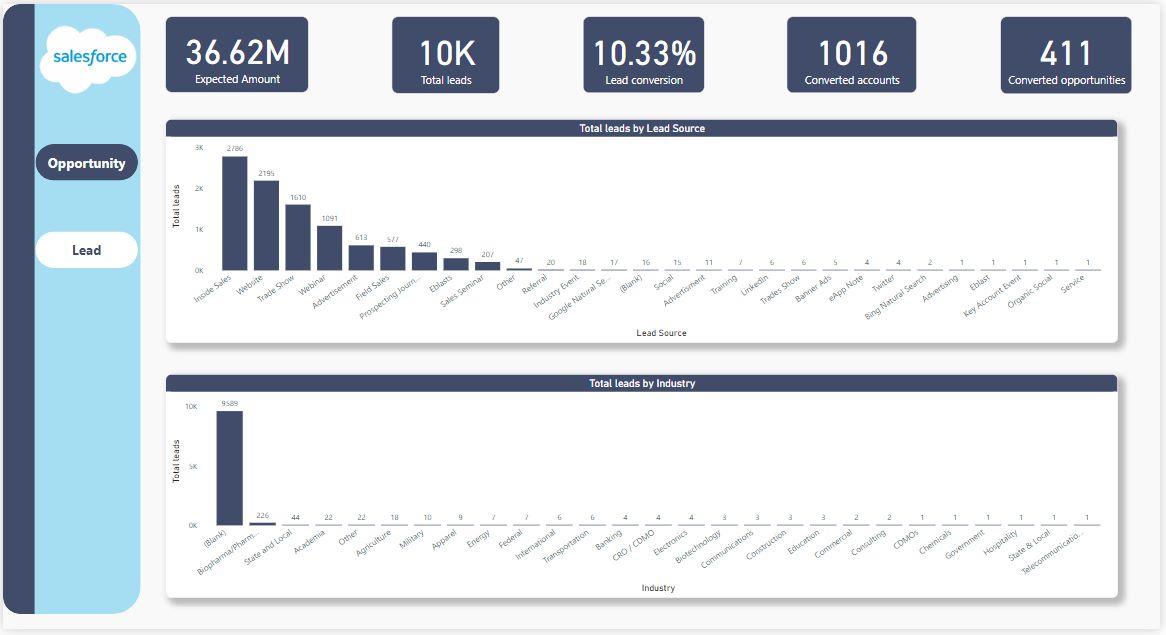 salesforce
Opportunity
Lead
36.62M
Expected Amount
10K
Total leads
10.33%
Lead conversion
1016
Converted accounts
411
Converted opportunities
Total leads by Lead Source
Total leads
3K
2K
1K
0K
2786
2195
1610
1091
613
577
440
298
207
47
20
18
17
16
15
11
7
6
6
5
4
4
2
1
1
1
1
1
Inside Sales
Website
Trade Show
Webinar
Advertisement
Field Sales
Prospecting Journ...
Eblasts
Sales Seminar
Other
Referral
Industry Event
Google Natural Se...
(Blank)
Social
Advertisment
Training
LinkedIn
Trades Show
Banner Ads
eApp Note
Twitter
Bing Natural Search
Advertising
Eblast
Key Account Event
Organic Social
Service
Lead Source
Total leads by Industry
Total leads
10K
5K
0K
9589
226
44
22
22
18
10
9
7
7
6
6
4
4
4
3
3
3
3
2
2
1
1
1
1
1
1
(Blank)
Biopharma/Pharm...
State and Local
Academia
Other
Agriculture
Military
Apparel
Energy
Federal
International
Transportation
Banking
CRO / CDMO
Electronics
Biotechnology
Communications
Construction
Education
Commercial
Consulting
CDMOs
Chemicals
Government
Hospitality
State & Local
Telecommunicatio...
Industry